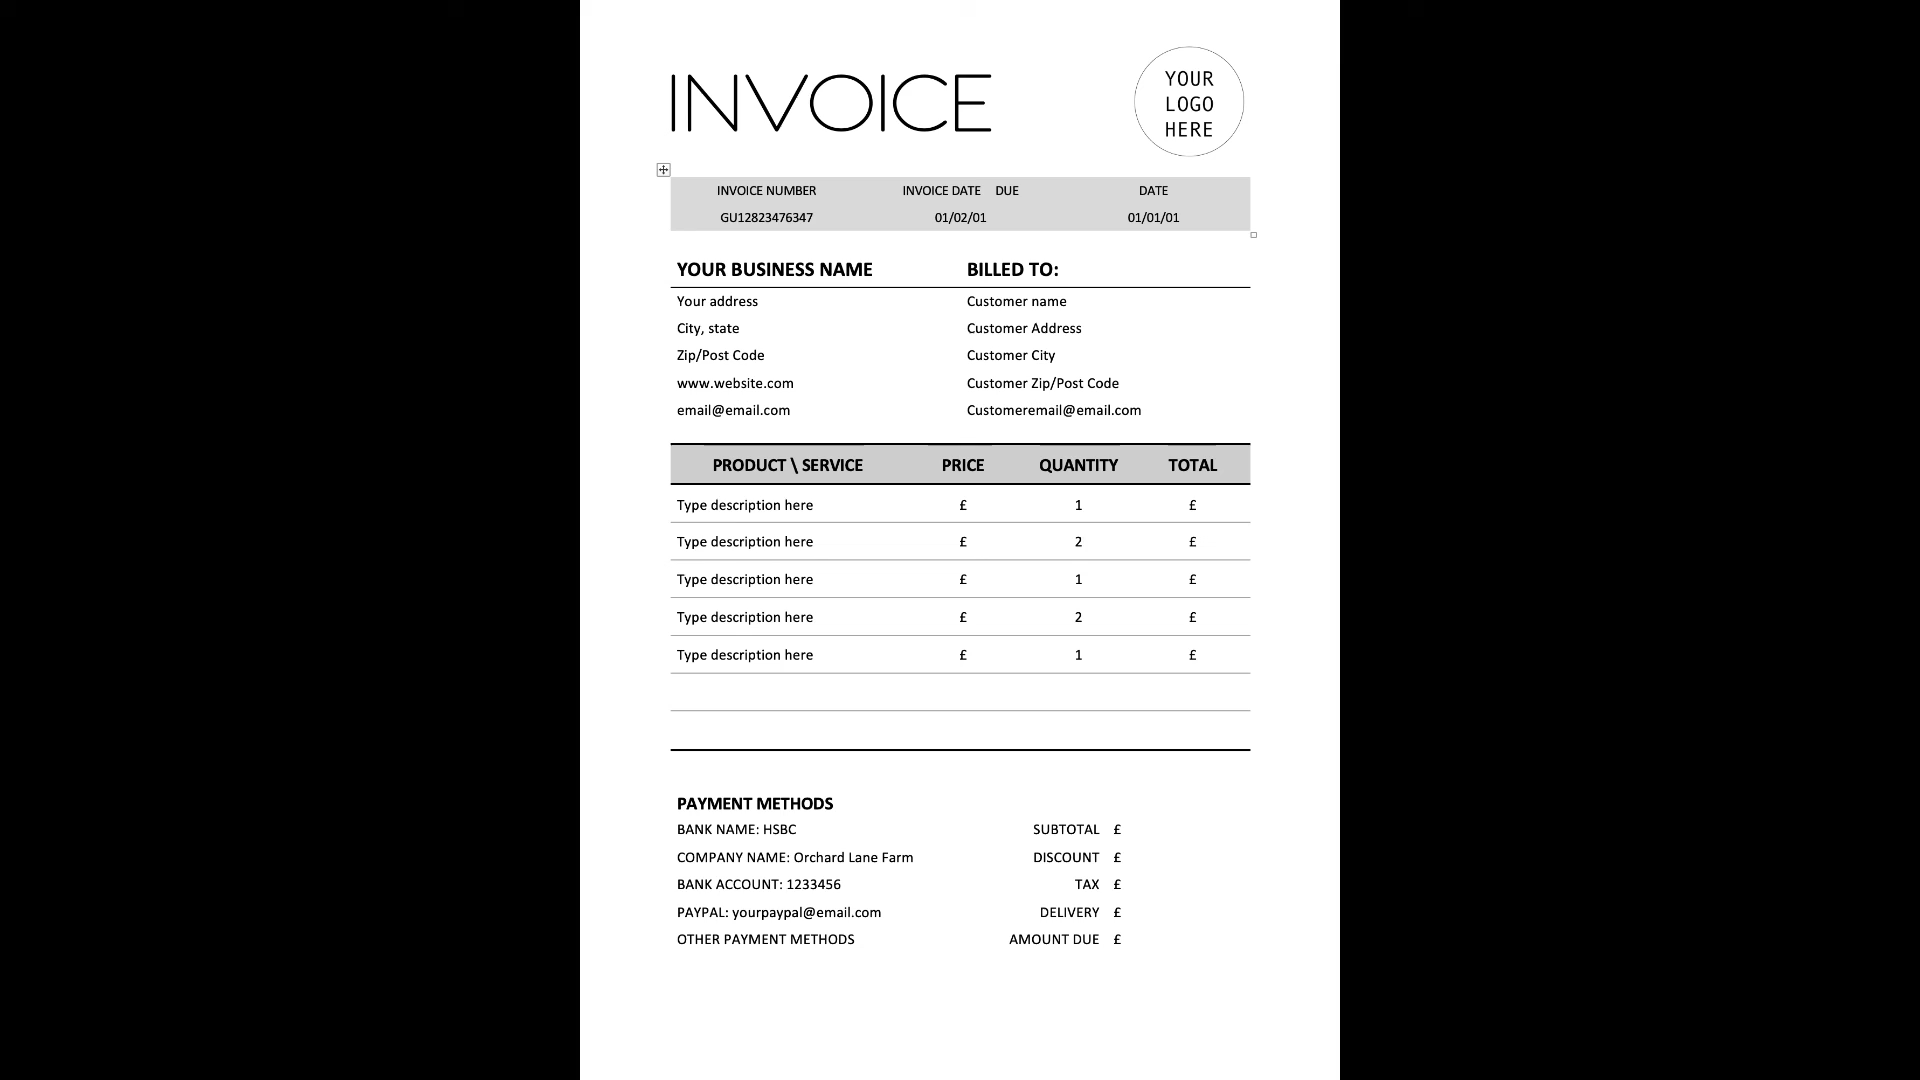 INVOICE
YOUR
LOGO
HERE
INVOICE NUMBER INVOICE DATE DUE DATE
GU12823476347 01/02/01 01/01/01
YOUR BUSINESS NAME BILLED TO:
Your address Customer name
City, state Customer Address
Zip/Post Code Customer City
www.website.com Customer Zip/Post Code
email@email.com Customeremail@email.com
PRODUCT \ SERVICE PRICE QUANTITY TOTAL
Type description here £ 1 £
Type description here £ 2 £
Type description here £ 1 £
Type description here £ 2 £
Type description here £ 1 £
PAYMENT METHODS
BANK NAME: HSBC SUBTOTAL £
COMPANY NAME: Orchard Lane Farm DISCOUNT £
BANK ACCOUNT: 1233456 TAX £
PAYPAL: yourpaypal@email.com DELIVERY £
OTHER PAYMENT METHODS AMOUNT DUE £